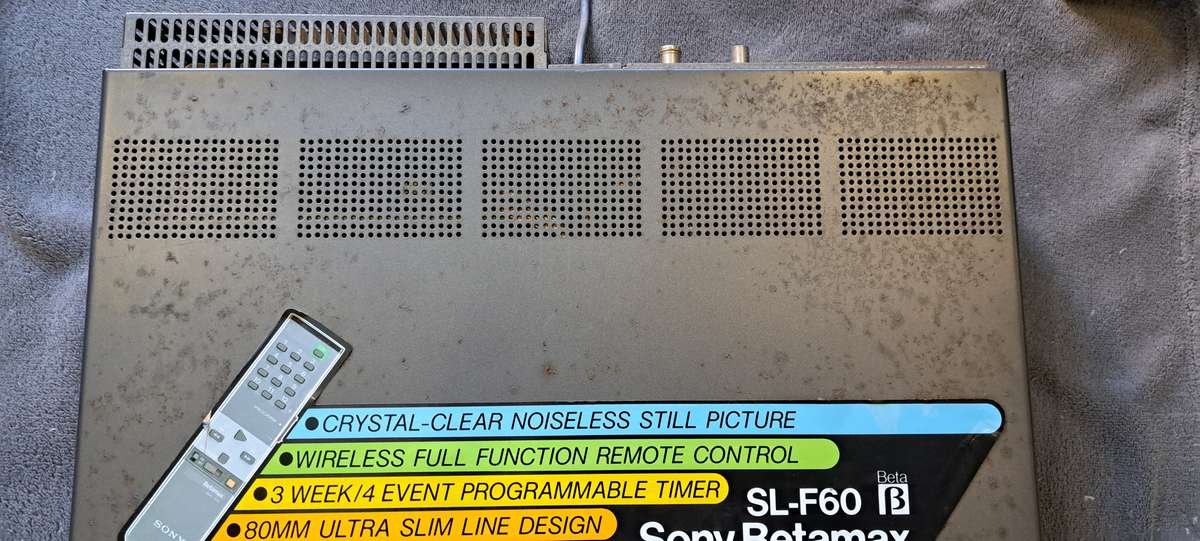 ● CRYSTAL-CLEAR NOISELESS STILL PICTURE
● WIRELESS FULL FUNCTION REMOTE CONTROL
● 3 WEEK/4 EVENT PROGRAMMABLE TIMER
● 80MM ULTRA SLIM LINE DESIGN
Beta
β
SL-F60
Sony Betamax
SONY